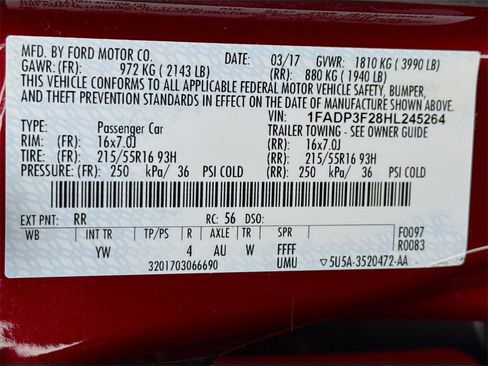 MFD. BY FORD MOTOR CO. DATE: 03/17 GVWR: 1810 KG ( 3990 LB)
GAWR: (FR): 972 KG ( 2143 LB) (RR): 880 KG ( 1940 LB)
THIS VEHICLE CONFORMS TO ALL APPLICABLE FEDERAL MOTOR VEHICLE SAFETY, BUMPER,
AND THEFT PREVENTION STANDARDS IN EFFECT ON THE DATE OF MANUFACTURE SHOWN ABOVE.
VIN: 1FADP3F28HL245264
TYPE: Passenger Car TRAILER TOWING - SEE OWNER GUIDE
RIM: (FR): 16x7.0J (RR): 16x7.0J
TIRE: (FR): 215/55R16 93H (RR): 215/55R16 93H
PRESSURE: (FR): 250 kPa/ 36 PSI COLD (RR): 250 kPa/ 36 PSI COLD
EXT PNT: RR RC: 56 DSO:
WB INT TR TP/PS R AXLE TR SPR F0097
YW 4 AU W FFFF R0083
3201703066690 UMU ▽5U5A-3520472-AA